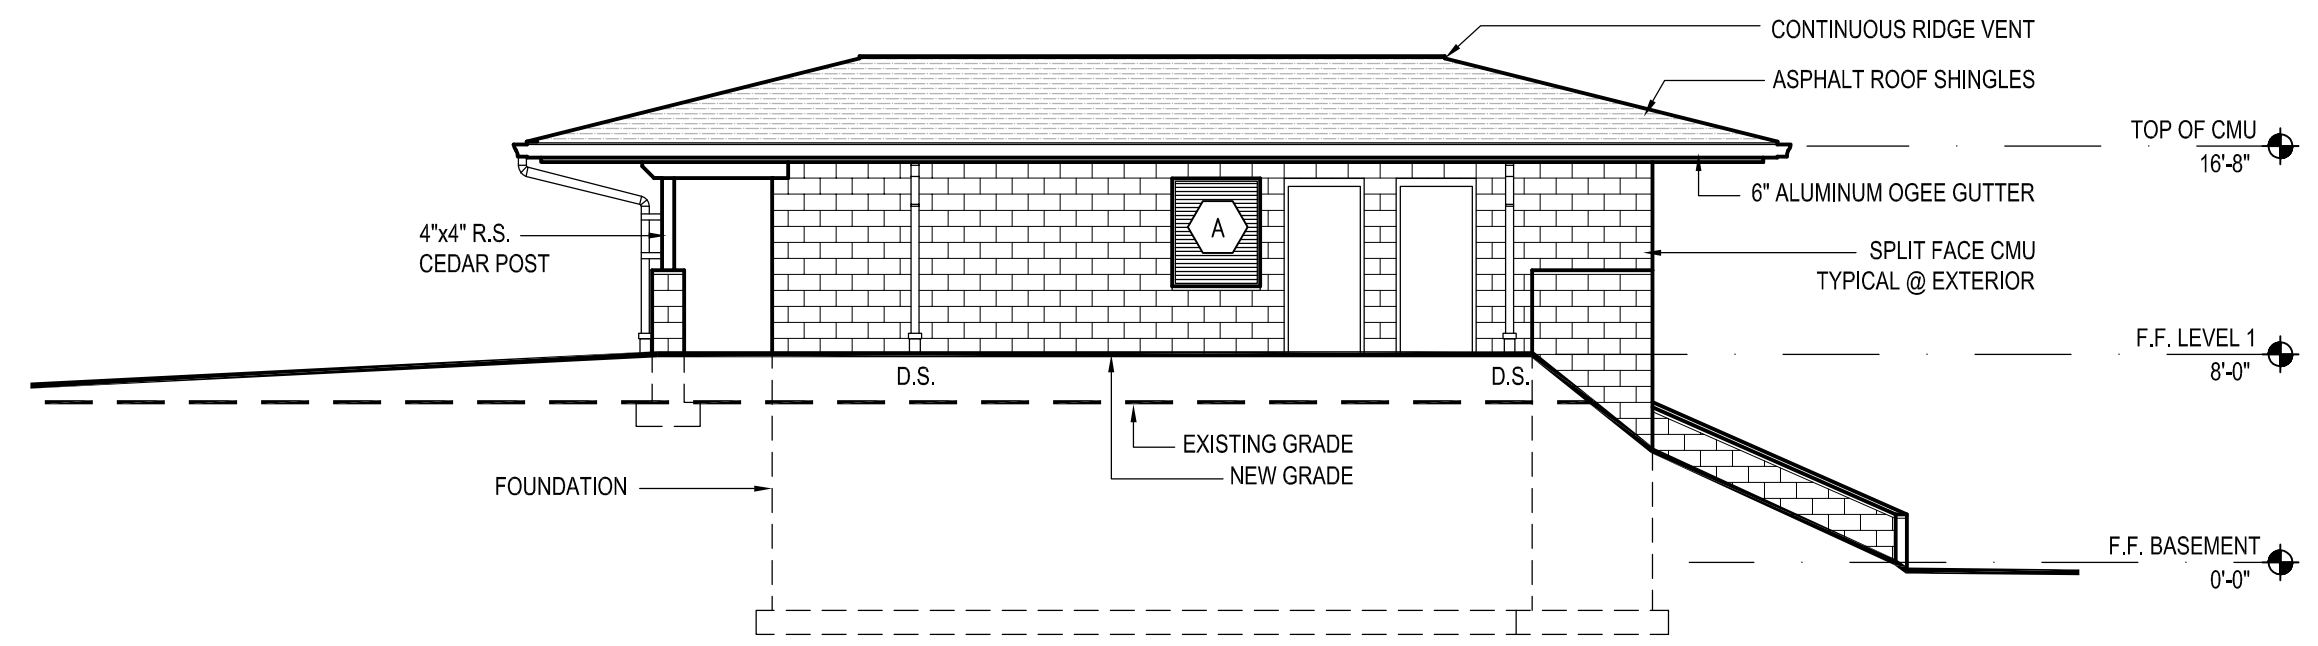 CONTINUOUS RIDGE VENT
ASPHALT ROOF SHINGLES
TOP OF CMU
16'-8"
6" ALUMINUM OGEE GUTTER
A
4"x4" R.S.
CEDAR POST
SPLIT FACE CMU
TYPICAL @ EXTERIOR
F.F. LEVEL 1
8'-0"
D.S.
D.S.
EXISTING GRADE
NEW GRADE
FOUNDATION
F.F. BASEMENT
0'-0"